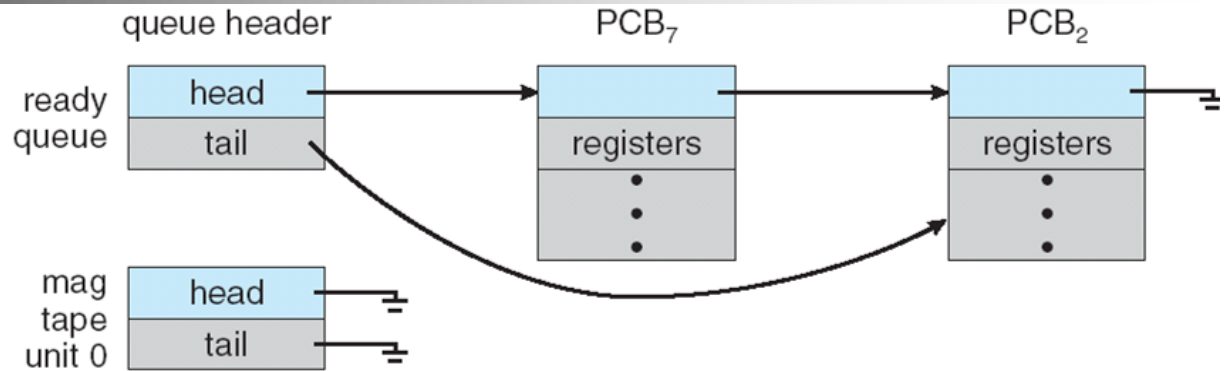 queue header
PCB₇
PCB₂
ready
queue
head
tail
registers
registers
mag
tape
unit 0
head
tail